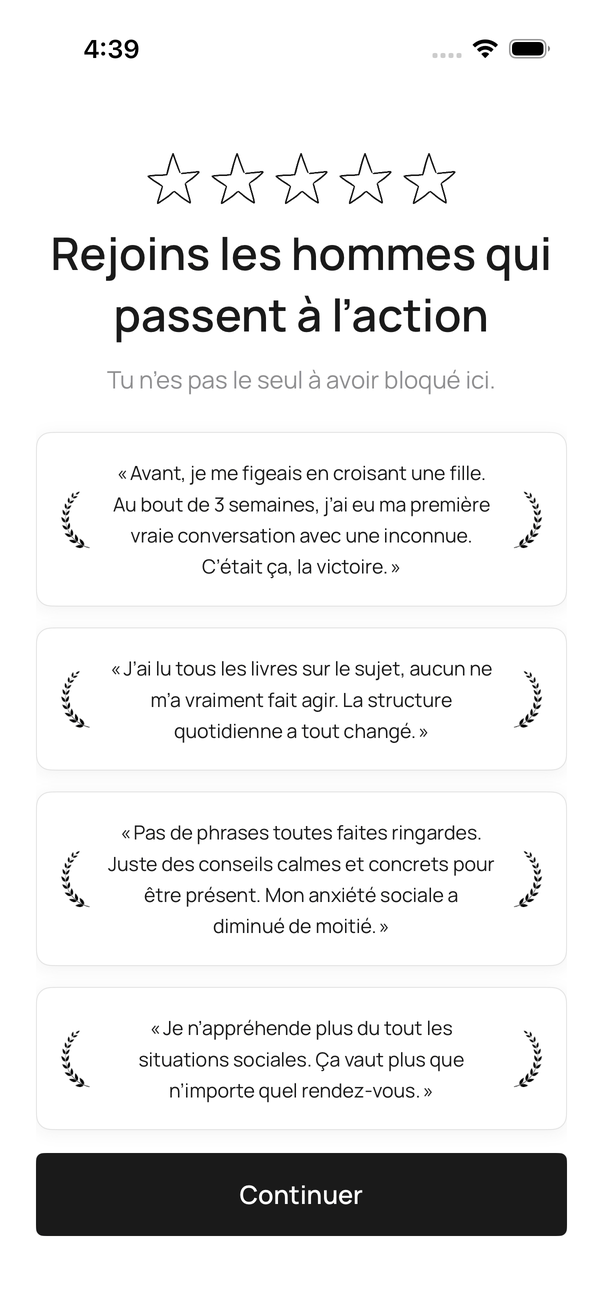 4:39
Rejoins les hommes qui
passent à l’action
Tu n’es pas le seul à avoir bloqué ici.
« Avant, je me figeais en croisant une fille.
Au bout de 3 semaines, j’ai eu ma première
vraie conversation avec une inconnue.
C’était ça, la victoire. »
« J’ai lu tous les livres sur le sujet, aucun ne
m’a vraiment fait agir. La structure
quotidienne a tout changé. »
« Pas de phrases toutes faites ringardes.
Juste des conseils calmes et concrets pour
être présent. Mon anxiété sociale a
diminué de moitié. »
« Je n’appréhende plus du tout les
situations sociales. Ça vaut plus que
n’importe quel rendez-vous. »
Continuer